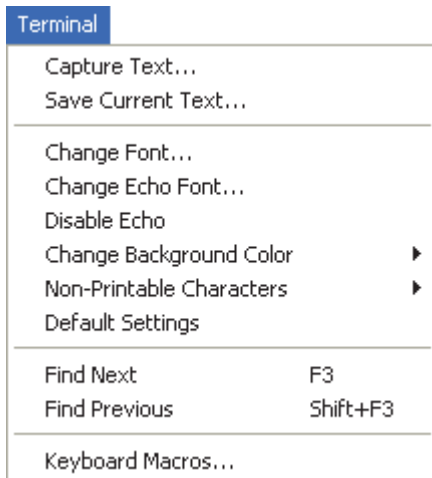 Terminal
Capture Text...
Save Current Text...
Change Font...
Change Echo Font...
Disable Echo
Change Background Color
Non-Printable Characters
Default Settings
Find Next F3
Find Previous Shift+F3
Keyboard Macros...